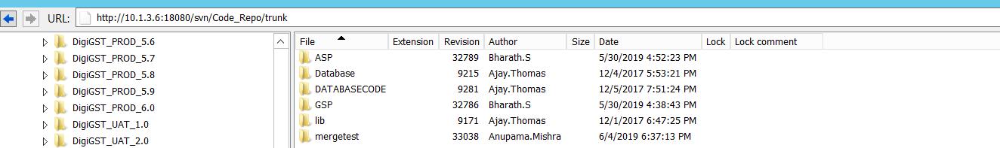 URL: http://10.1.3.6:18080/svn/Code_Repo/trunk
DigiGST_PROD_5.6
DigiGST_PROD_5.7
DigiGST_PROD_5.8
DigiGST_PROD_5.9
DigiGST_PROD_6.0
DigiGST_UAT_1.0
DigiGST_UAT_2.0
File Extension Revision Author Size Date Lock Lock comment
ASP 32789 Bharath.S 5/30/2019 4:52:23 PM
Database 9215 Ajay.Thomas 12/4/2017 5:53:21 PM
DATABASECODE 9281 Ajay.Thomas 12/5/2017 7:51:24 PM
GSP 32786 Bharath.S 5/30/2019 4:38:43 PM
lib 9171 Ajay.Thomas 12/1/2017 6:47:25 PM
mergetest 33038 Anupama.Mishra 6/4/2019 6:37:13 PM